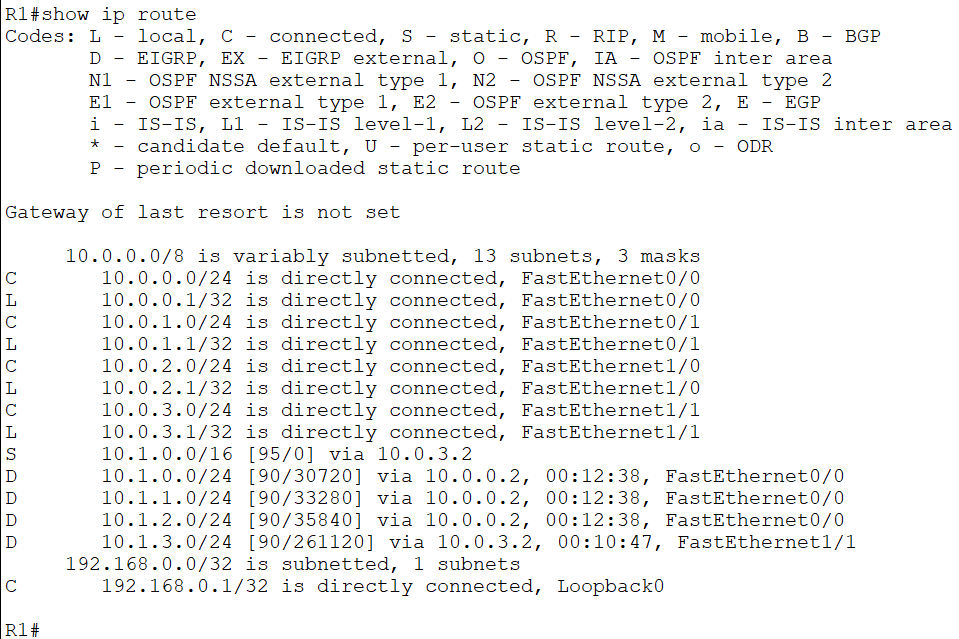 R1#show ip route
Codes: L - local, C - connected, S - static, R - RIP, M - mobile, B - BGP
       D - EIGRP, EX - EIGRP external, O - OSPF, IA - OSPF inter area
       N1 - OSPF NSSA external type 1, N2 - OSPF NSSA external type 2
       E1 - OSPF external type 1, E2 - OSPF external type 2, E - EGP
       i - IS-IS, L1 - IS-IS level-1, L2 - IS-IS level-2, ia - IS-IS inter area
       * - candidate default, U - per-user static route, o - ODR
       P - periodic downloaded static route

Gateway of last resort is not set

     10.0.0.0/8 is variably subnetted, 13 subnets, 3 masks
C       10.0.0.0/24 is directly connected, FastEthernet0/0
L       10.0.0.1/32 is directly connected, FastEthernet0/0
C       10.0.1.0/24 is directly connected, FastEthernet0/1
L       10.0.1.1/32 is directly connected, FastEthernet0/1
C       10.0.2.0/24 is directly connected, FastEthernet1/0
L       10.0.2.1/32 is directly connected, FastEthernet1/0
C       10.0.3.0/24 is directly connected, FastEthernet1/1
L       10.0.3.1/32 is directly connected, FastEthernet1/1
S       10.1.0.0/16 [95/0] via 10.0.3.2
D       10.1.0.0/24 [90/30720] via 10.0.0.2, 00:12:38, FastEthernet0/0
D       10.1.1.0/24 [90/33280] via 10.0.0.2, 00:12:38, FastEthernet0/0
D       10.1.2.0/24 [90/35840] via 10.0.0.2, 00:12:38, FastEthernet0/0
D       10.1.3.0/24 [90/261120] via 10.0.3.2, 00:10:47, FastEthernet1/1
     192.168.0.0/32 is subnetted, 1 subnets
C       192.168.0.1/32 is directly connected, Loopback0

R1#